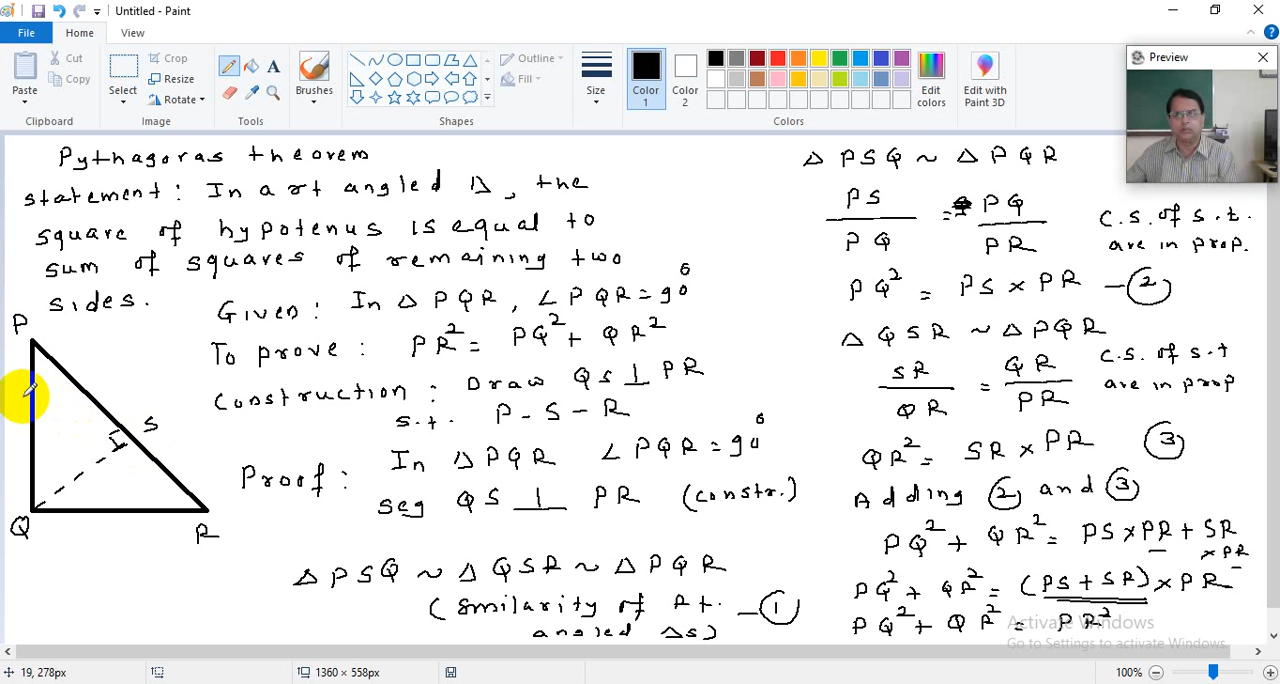 Untitled - Paint
File Home View
Paste Cut Copy
Clipboard
Select Crop Resize Rotate
Image
Tools
Brushes
Shapes
Outline
Fill
Size
Color 1
Color 2
Edit colors
Edit with Paint 3D
Colors
Preview
Pythagoras theorem
statement: In a rt angled Δ, the
square of hypotenus is equal to
sum of squares of remaining two
sides.
Given: In Δ PQR, ∠PQR = 90°
To prove: PR² = PQ² + QR²
construction: Draw QS ⊥ PR
s.t. P - S - R
Proof: In Δ PQR ∠PQR = 90°
seg QS ⊥ PR (constr.)
Δ PSQ ~ Δ QSR ~ Δ PQR
(Similarity of Rt. — ①
angled Δs)
P
S
Q
R
Δ PSQ ~ Δ PQR
PS/PQ = PQ/PR C.S. of S.t.
are in prop.
PQ² = PS × PR — ②
Δ QSR ~ Δ PQR
SR/QR = QR/PR C.S. of S.t
are in prop
QR² = SR × PR ③
Adding ② and ③
PQ² + QR² = PS × PR + SR
× PR
PQ² + QR² = (PS + SR) × PR
PQ² + QR² = PR²
Activate Windows
Go to Settings to activate Windows.
19, 278px
1360 × 558px
100%